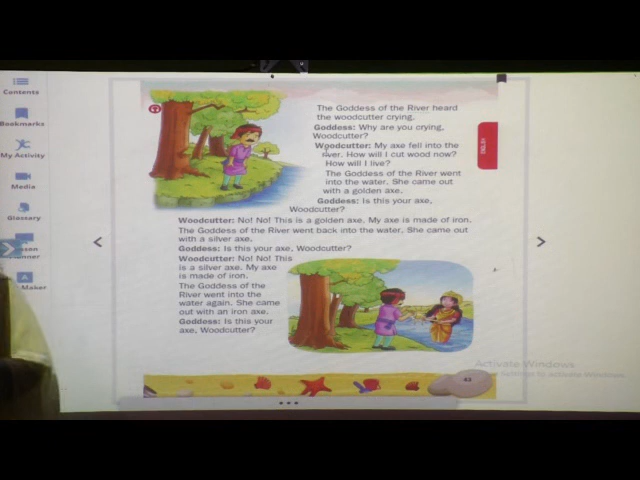 Contents
Bookmarks
My Activity
Media
Glossary
Maker
The Goddess of the River heard
the woodcutter crying.
Goddess: Why are you crying,
Woodcutter?
Woodcutter: My axe fell into the
river. How will I cut wood now?
How will I live?
The Goddess of the River went
into the water. She came out
with a golden axe.
Goddess: Is this your axe,
Woodcutter?
Woodcutter: No! No! This is a golden axe. My axe is made of iron.
The Goddess of the River went back into the water. She came out
with a silver axe.
Goddess: Is this your axe, Woodcutter?
Woodcutter: No! No! This
is a silver axe. My axe
is made of iron.
The Goddess of the
River went into the
water again. She came
out with an iron axe.
Goddess: Is this your
axe, Woodcutter?
ENGLISH
43
Activate Windows
Settings to activate Windows.